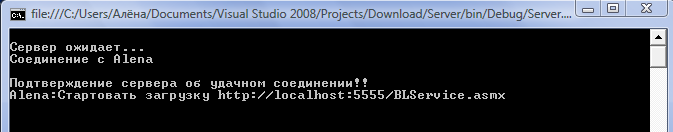 file:///C:/Users/Алёна/Documents/Visual Studio 2008/Projects/Download/Server/bin/Debug/Server....
Сервер ожидает...
Соединение с Alena
Подтверждение сервера об удачном соединении!!
Alena:Стартовать загрузку http://localhost:5555/BLService.asmx